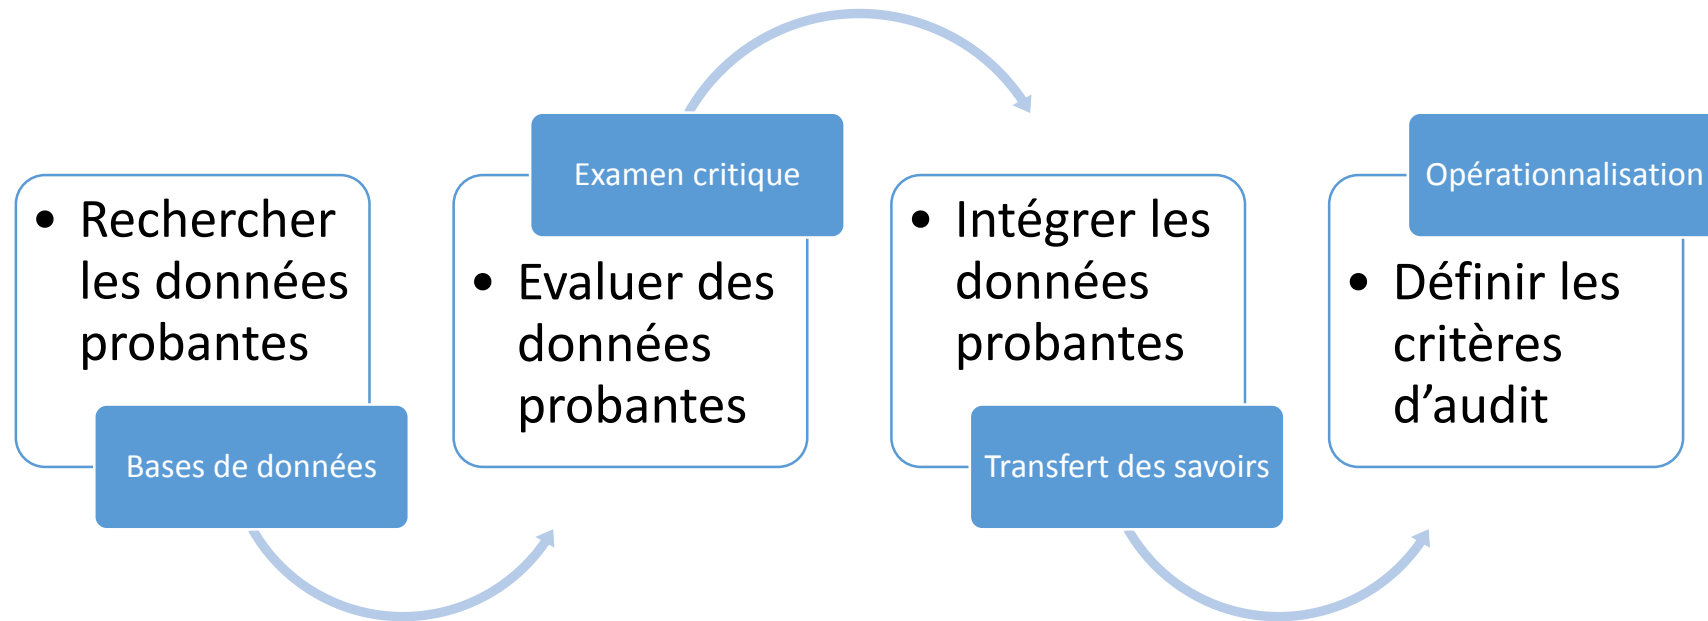 • Rechercher
les données
probantes
Bases de données
Examen critique
• Evaluer des
données
probantes
• Intégrer les
données
probantes
Transfert des savoirs
Opérationnalisation
• Définir les
critères
d’audit